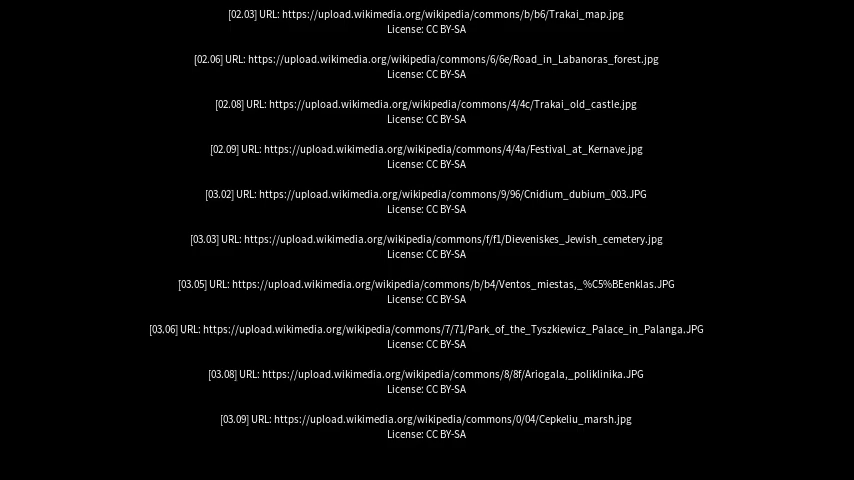 [02.03] URL: https://upload.wikimedia.org/wikipedia/commons/b/b6/Trakai_map.jpg
License: CC BY-SA
[02.06] URL: https://upload.wikimedia.org/wikipedia/commons/6/6e/Road_in_Labanoras_forest.jpg
License: CC BY-SA
[02.08] URL: https://upload.wikimedia.org/wikipedia/commons/4/4c/Trakai_old_castle.jpg
License: CC BY-SA
[02.09] URL: https://upload.wikimedia.org/wikipedia/commons/4/4a/Festival_at_Kernave.jpg
License: CC BY-SA
[03.02] URL: https://upload.wikimedia.org/wikipedia/commons/9/96/Cnidium_dubium_003.JPG
License: CC BY-SA
[03.03] URL: https://upload.wikimedia.org/wikipedia/commons/f/f1/Dieveniskes_Jewish_cemetery.jpg
License: CC BY-SA
[03.05] URL: https://upload.wikimedia.org/wikipedia/commons/b/b4/Ventos_miestas,_%C5%BEenklas.JPG
License: CC BY-SA
[03.06] URL: https://upload.wikimedia.org/wikipedia/commons/7/71/Park_of_the_Tyszkiewicz_Palace_in_Palanga.JPG
License: CC BY-SA
[03.08] URL: https://upload.wikimedia.org/wikipedia/commons/8/8f/Ariogala,_poliklinika.JPG
License: CC BY-SA
[03.09] URL: https://upload.wikimedia.org/wikipedia/commons/0/04/Cepkeliu_marsh.jpg
License: CC BY-SA